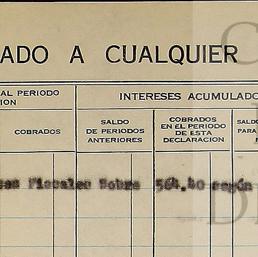 ADO A CUALQUIER
AL PERIODO
ION
INTERESES ACUMULADO
COBRADOS
SALDO
DE PERIODOS
ANTERIORES
COBRADOS
EN EL PERIODO
DE ESTA
DECLARACION
SALDO
PARA
Fiscales Sobre 564.40 según